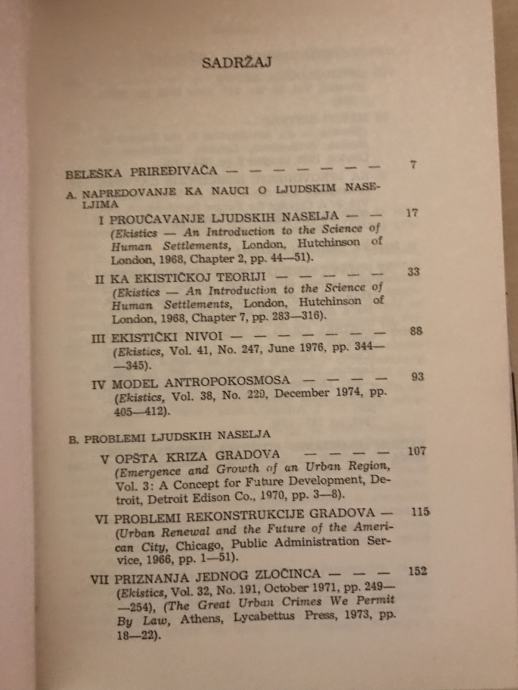 SADRŽAJ
BELEŠKA PRIREĐIVAČA — — — — — — — 7
A. NAPREDOVANJE KA NAUCI O LJUDSKIM NASE-
LJIMA
I PROUČAVANJE LJUDSKIH NASELJA — — 17
(Ekistics — An Introduction to the Science of
Human Settlements, London, Hutchinson of
London, 1968, Chapter 2, pp. 44—51).
II KA EKISTIČKOJ TEORIJI — — — — — 33
(Ekistics — An Introduction to the Science of
Human Settlements, London, Hutchinson of
London, 1968, Chapter 7, pp. 283—316).
III EKISTIČKI NIVOI — — — — — — — 88
(Ekistics, Vol. 41, No. 247, June 1976, pp. 344—
—345).
IV MODEL ANTROPOKOSMOSA — — — — 93
(Ekistics, Vol. 38, No. 229, December 1974, pp.
405—412).
B. PROBLEMI LJUDSKIH NASELJA
V OPŠTA KRIZA GRADOVA — — — — 107
(Emergence and Growth of an Urban Region,
Vol. 3: A Concept for Future Development, De-
troit, Detroit Edison Co., 1970, pp. 3—8).
VI PROBLEMI REKONSTRUKCIJE GRADOVA — 115
(Urban Renewal and the Future of the Ameri-
can City, Chicago, Public Administration Ser-
vice, 1966, pp. 1—51).
VII PRIZNANJA JEDNOG ZLOČINCA — — — 152
(Ekistics, Vol. 32, No. 191, October 1971, pp. 249—
—254), (The Great Urban Crimes We Permit
By Law, Athens, Lycabettus Press, 1973, pp.
18—22).